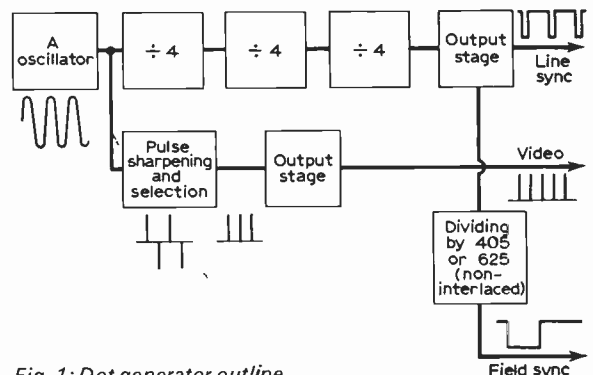 A
oscillator
÷ 4
÷ 4
÷ 4
Output
stage
Line
sync
Pulse
sharpening
and
selection
Output
stage
Video
Dividing
by 405
or 625
(non-
interlaced)
Field sync
Fig. 1: Dot generator outline